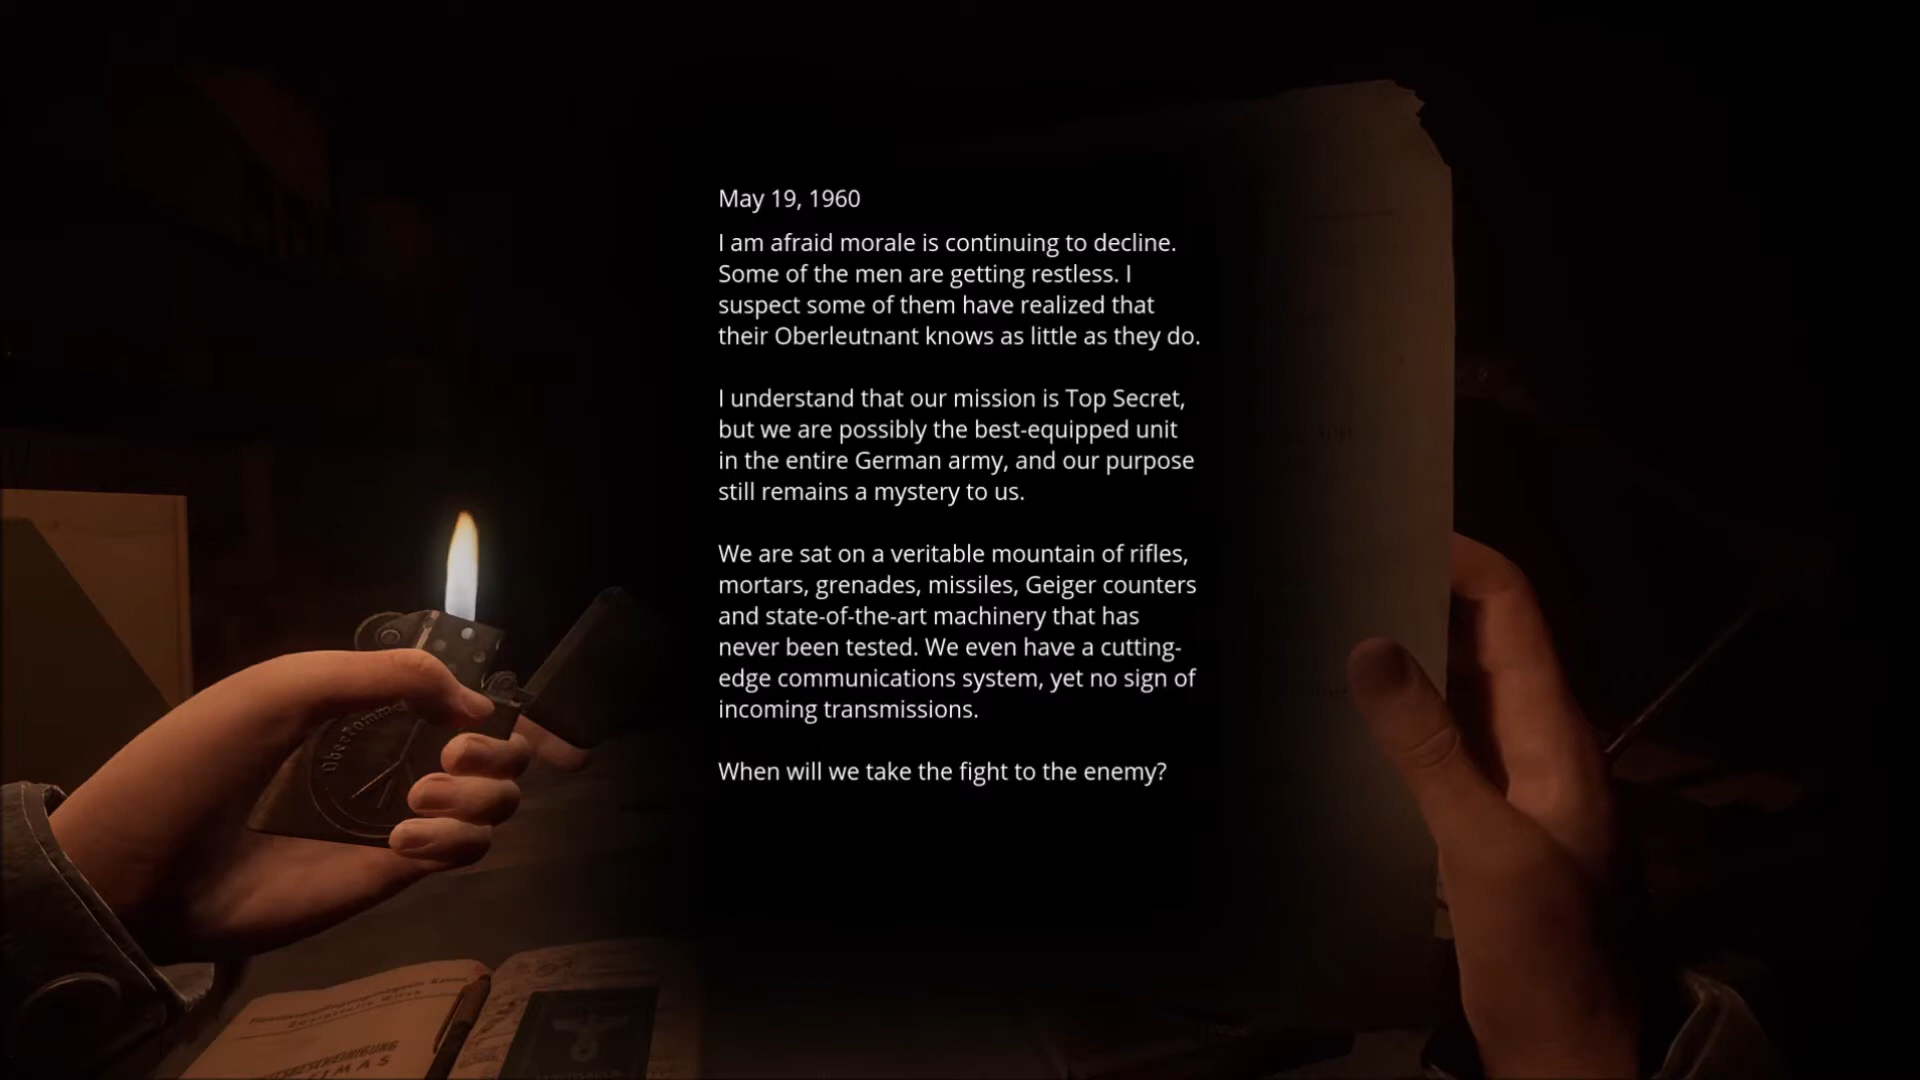 May 19, 1960
I am afraid morale is continuing to decline.
Some of the men are getting restless. I
suspect some of them have realized that
their Oberleutnant knows as little as they do.
I understand that our mission is Top Secret,
but we are possibly the best-equipped unit
in the entire German army, and our purpose
still remains a mystery to us.
We are sat on a veritable mountain of rifles,
mortars, grenades, missiles, Geiger counters
and state-of-the-art machinery that has
never been tested. We even have a cutting-
edge communications system, yet no sign of
incoming transmissions.
When will we take the fight to the enemy?